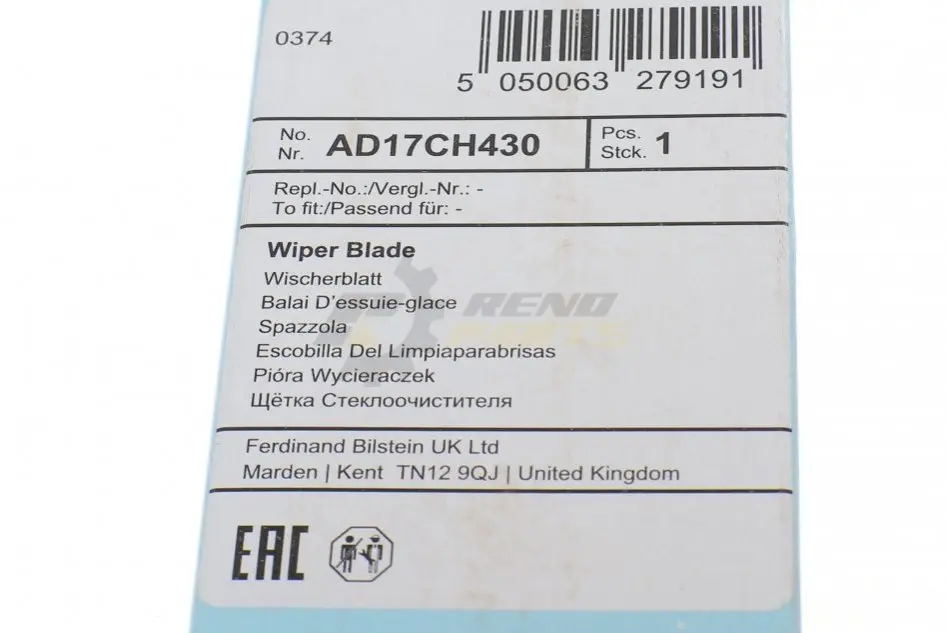 0374
5 050063 279191
No.
Nr. AD17CH430
Pcs.
Stck. 1
Repl.-No.:/Vergl.-Nr.: -
To fit:/Passend für: -
Wiper Blade
Wischerblatt
Balai D'essuie-glace
RENO
Spazzola
PARTS
Escobilla Del Limpiaparabrisas
Pióra Wycieraczek
Щётка Стеклоочистителя
Ferdinand Bilstein UK Ltd
Marden | Kent TN12 9QJ | United Kingdom
EAC